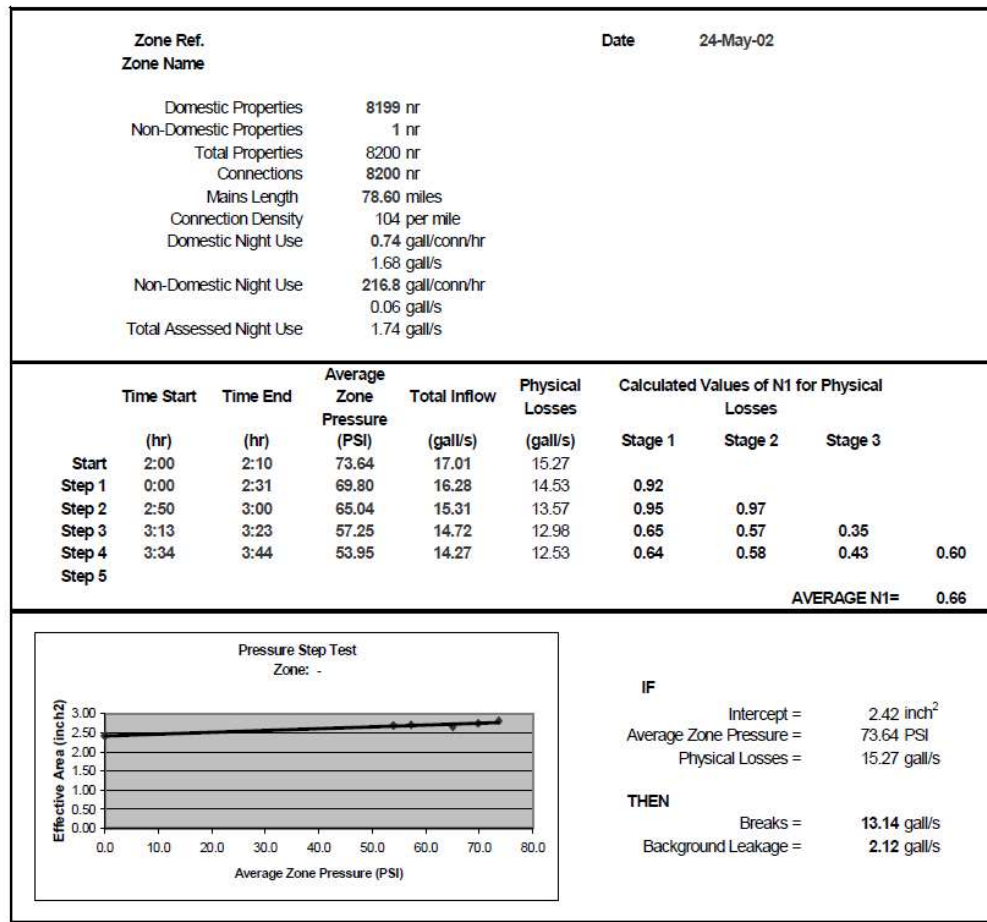 Zone Ref. Date 24-May-02
Zone Name
Domestic Properties 8199 nr
Non-Domestic Properties 1 nr
Total Properties 8200 nr
Connections 8200 nr
Mains Length 78.60 miles
Connection Density 104 per mile
Domestic Night Use 0.74 gall/conn/hr
1.68 gall/s
Non-Domestic Night Use 216.8 gall/conn/hr
0.06 gall/s
Total Assessed Night Use 1.74 gall/s
Time Start Time End Average Zone Pressure Total Inflow Physical Losses Calculated Values of N1 for Physical Losses
(hr) (hr) (PSI) (gall/s) (gall/s) Stage 1 Stage 2 Stage 3
Start 2:00 2:10 73.64 17.01 15.27
Step 1 0:00 2:31 69.80 16.28 14.53 0.92
Step 2 2:50 3:00 65.04 15.31 13.57 0.95 0.97
Step 3 3:13 3:23 57.25 14.72 12.98 0.65 0.57 0.35
Step 4 3:34 3:44 53.95 14.27 12.53 0.64 0.58 0.43 0.60
Step 5
AVERAGE N1= 0.66
Pressure Step Test
Zone: -
Effective Area (inch2)
3.00
2.50
2.00
1.50
1.00
0.50
0.00
0.0 10.0 20.0 30.0 40.0 50.0 60.0 70.0 80.0
Average Zone Pressure (PSI)
IF
Intercept = 2.42 inch²
Average Zone Pressure = 73.64 PSI
Physical Losses = 15.27 gall/s
THEN
Breaks = 13.14 gall/s
Background Leakage = 2.12 gall/s